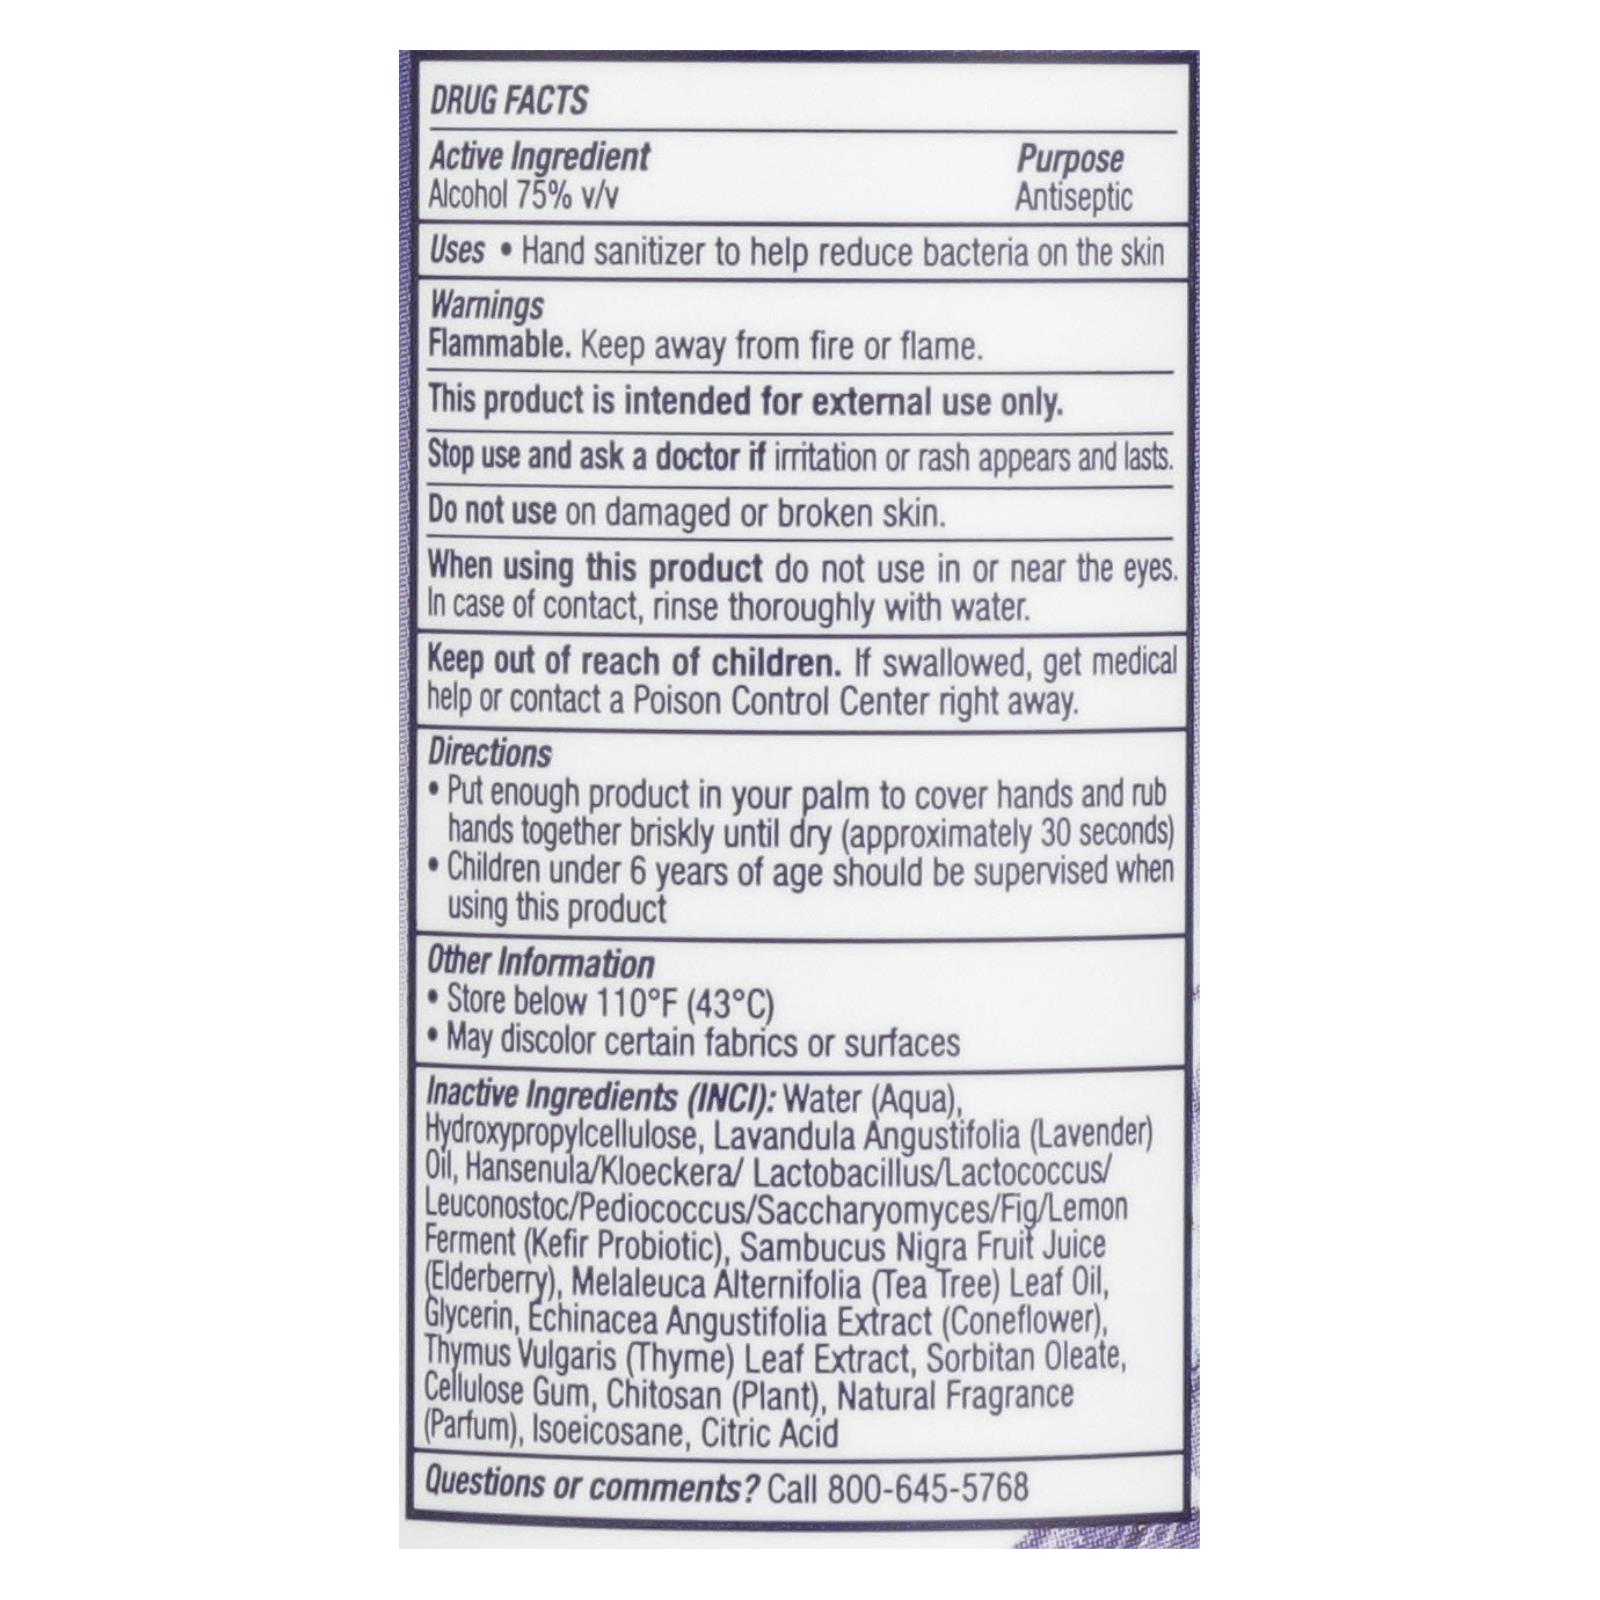 DRUG FACTS
Active Ingredient Purpose
Alcohol 75% v/v Antiseptic
Uses • Hand sanitizer to help reduce bacteria on the skin
Warnings
Flammable. Keep away from fire or flame.
This product is intended for external use only.
Stop use and ask a doctor if irritation or rash appears and lasts.
Do not use on damaged or broken skin.
When using this product do not use in or near the eyes.
In case of contact, rinse thoroughly with water.
Keep out of reach of children. If swallowed, get medical
help or contact a Poison Control Center right away.
Directions
• Put enough product in your palm to cover hands and rub
hands together briskly until dry (approximately 30 seconds)
• Children under 6 years of age should be supervised when
using this product
Other Information
• Store below 110°F (43°C)
• May discolor certain fabrics or surfaces
Inactive Ingredients (INCI): Water (Aqua),
Hydroxypropylcellulose, Lavandula Angustifolia (Lavender)
Oil, Hansenula/Kloeckera/ Lactobacillus/Lactococcus/
Leuconostoc/Pediococcus/Saccharyomyces/Fig/Lemon
Ferment (Kefir Probiotic), Sambucus Nigra Fruit Juice
(Elderberry), Melaleuca Alternifolia (Tea Tree) Leaf Oil,
Glycerin, Echinacea Angustifolia Extract (Coneflower),
Thymus Vulgaris (Thyme) Leaf Extract, Sorbitan Oleate,
Cellulose Gum, Chitosan (Plant), Natural Fragrance
(Parfum), Isoeicosane, Citric Acid
Questions or comments? Call 800-645-5768